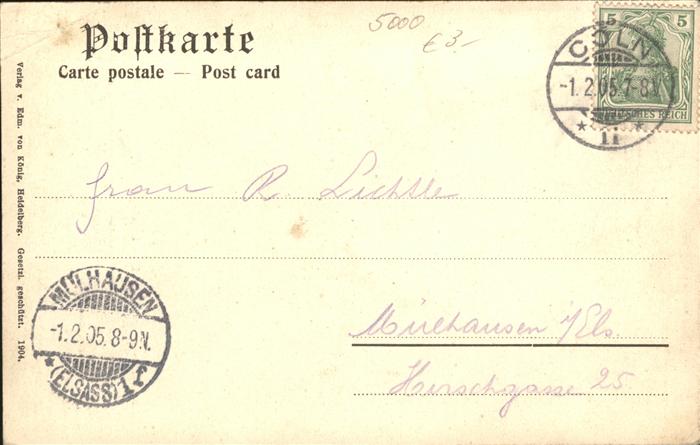 Postkarte
Carte postale — Post card
5000
€ 3-
5 5
DEUTSCHES REICH
CÖLN
-1.2.05.7-8N.
* 11 *
Verlag v. Edm. von König, Heidelberg. Gesetzl. geschützt. 1904.
Frau R. Lichtle
MÜLHAUSEN
-1.2.05.8-9N.
* (ELSASS) 1 f
Mülhausen i/Els.
Hirschgasse 25.